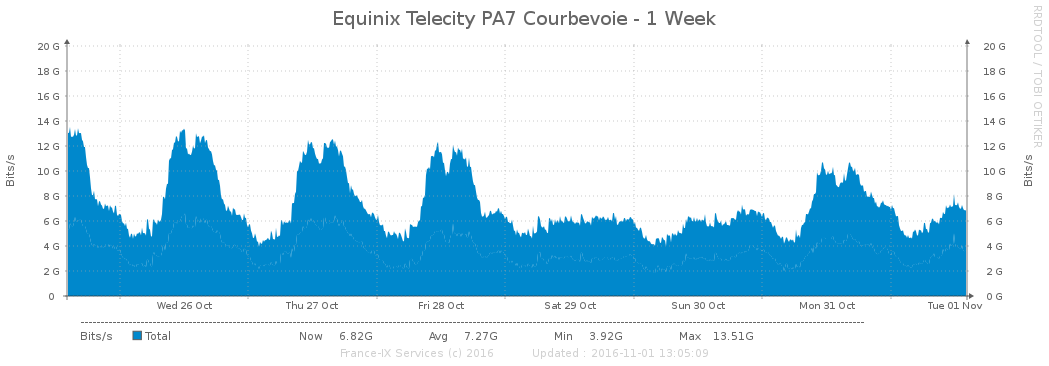 Equinix Telecity PA7 Courbevoie - 1 Week
RRDTOOL / TOBI OETIKER
Bits/s
Bits/s
20 G 20 G
18 G 18 G
16 G 16 G
14 G 14 G
12 G 12 G
10 G 10 G
8 G 8 G
6 G 6 G
4 G 4 G
2 G 2 G
0 0 G
Wed 26 Oct Thu 27 Oct Fri 28 Oct Sat 29 Oct Sun 30 Oct Mon 31 Oct Tue 01 Nov
Bits/s Total Now 6.82G Avg 7.27G Min 3.92G Max 13.51G
France-IX Services (c) 2016 Updated : 2016-11-01 13:05:09